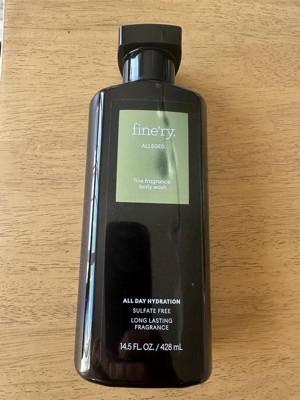 fine'ry.
ALLEGED
fine fragrance
body wash
ALL DAY HYDRATION
SULFATE FREE
LONG LASTING
FRAGRANCE
14.5 FL. OZ. / 428 mL